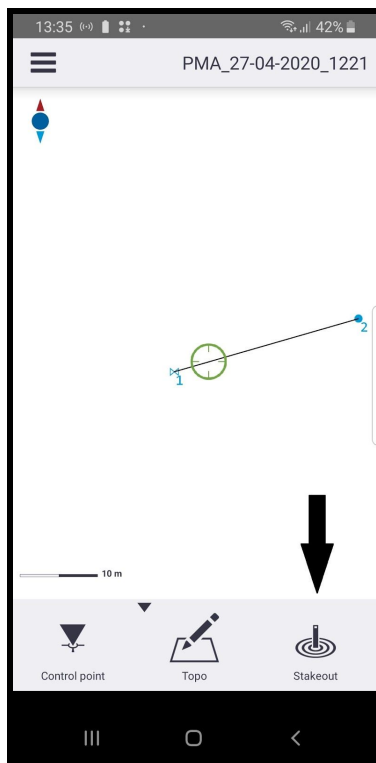 13:35 42%
PMA_27-04-2020_1221
2
1
10 m
Control point Topo Stakeout